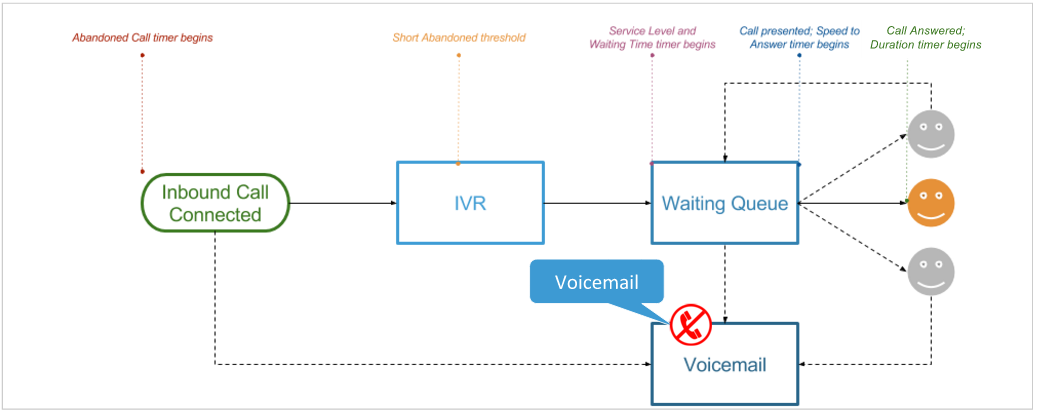 Abandoned Call timer begins
Short Abandoned threshold
Service Level and
Waiting Time timer begins
Call presented; Speed to
Answer timer begins
Call Answered;
Duration timer begins
Inbound Call
Connected
IVR
Waiting Queue
Voicemail
Voicemail